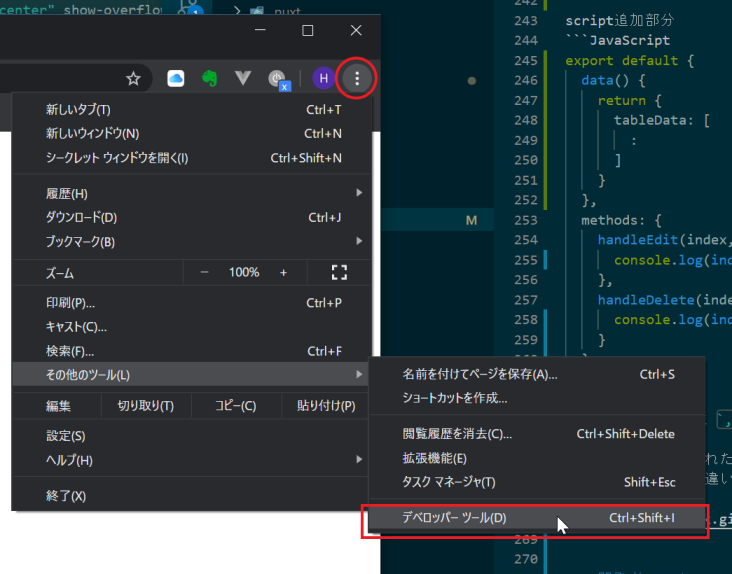 center" show-overflow
nuxt
H
x
新しいタブ(T) Ctrl+T
新しいウィンドウ(N) Ctrl+N
シークレット ウィンドウを開く(I) Ctrl+Shift+N
履歴(H)
ダウンロード(D) Ctrl+J
ブックマーク(B)
ズーム − 100% +
印刷(P)... Ctrl+P
キャスト(C)...
検索(F)... Ctrl+F
その他のツール(L)
編集 切り取り(T) コピー(C) 貼り付け(P)
設定(S)
ヘルプ(H)
終了(X)
名前を付けてページを保存(A)... Ctrl+S
ショートカットを作成...
閲覧履歴を消去(C)... Ctrl+Shift+Delete
拡張機能(E)
タスク マネージャ(T) Shift+Esc
デベロッパー ツール(D) Ctrl+Shift+I
M
242
243 script追加部分
244 ```JavaScript
245 export default {
246 data() {
247 return {
248 tableData: [
249 :
250 ]
251 }
252 },
253 methods: {
254 handleEdit(index,
255 console.log(ind
256 },
257 handleDelete(inde
258 console.log(ind
259 }
れた
違い
.gi
269
270